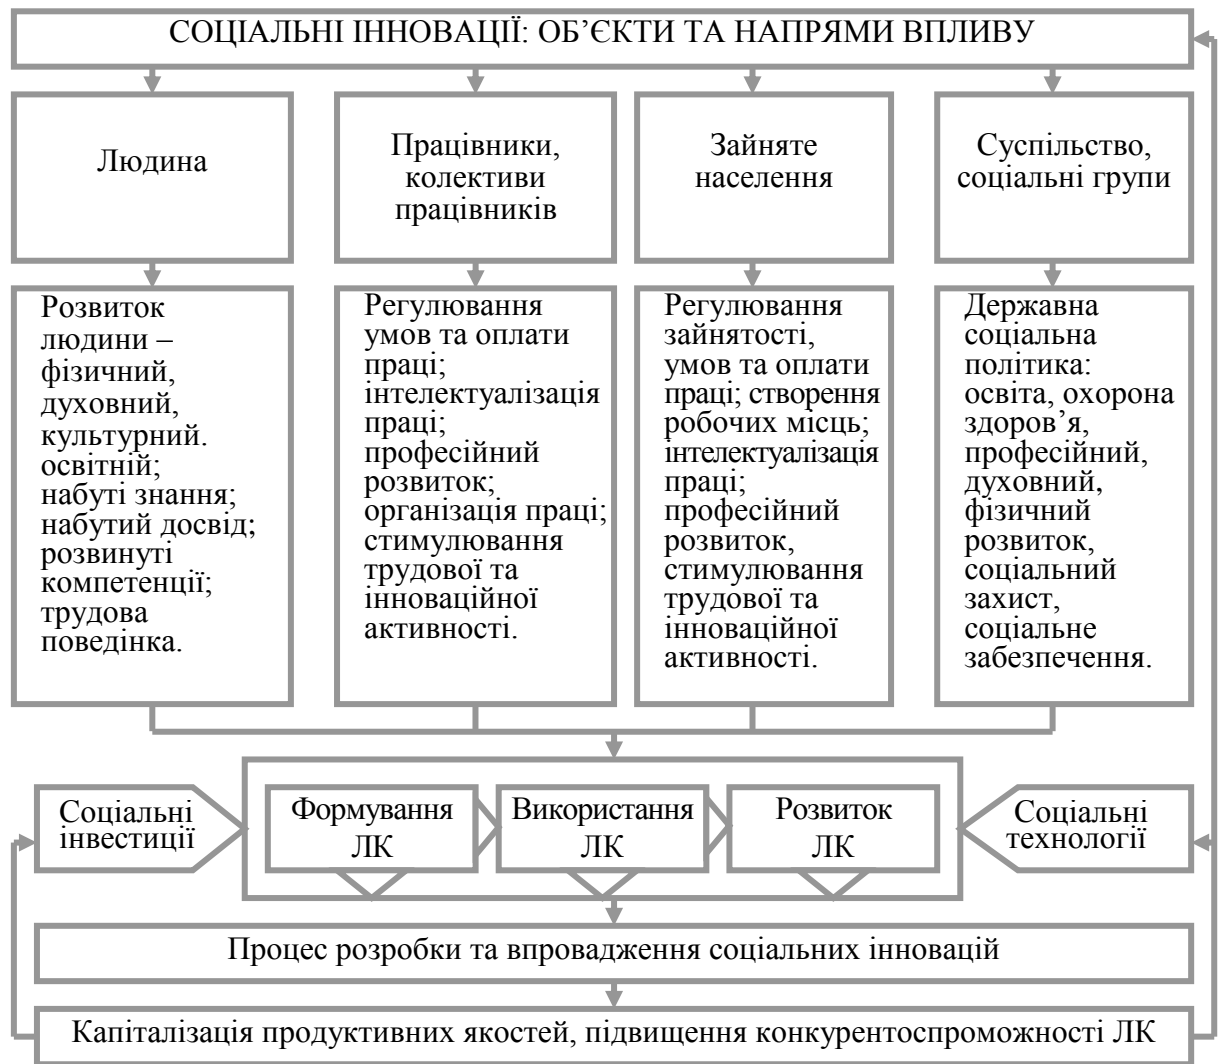 СОЦІАЛЬНІ ІННОВАЦІЇ: ОБ’ЄКТИ ТА НАПРЯМИ ВПЛИВУ
Людина
Працівники,
колективи
працівників
Зайняте
населення
Суспільство,
соціальні групи
Розвиток
людини –
фізичний,
духовний,
культурний.
освітній;
набуті знання;
набутий досвід;
розвинуті
компетенції;
трудова
поведінка.
Регулювання
умов та оплати
праці;
інтелектуалізація
праці;
професійний
розвиток;
організація праці;
стимулювання
трудової та
інноваційної
активності.
Регулювання
зайнятості,
умов та оплати
праці; створення
робочих місць;
інтелектуалізація
праці;
професійний
розвиток,
стимулювання
трудової та
інноваційної
активності.
Державна
соціальна
політика:
освіта, охорона
здоров’я,
професійний,
духовний,
фізичний
розвиток,
соціальний
захист,
соціальне
забезпечення.
Соціальні
інвестиції
Формування
ЛК
Використання
ЛК
Розвиток
ЛК
Соціальні
технології
Процес розробки та впровадження соціальних інновацій
Капіталізація продуктивних якостей, підвищення конкурентоспроможності ЛК